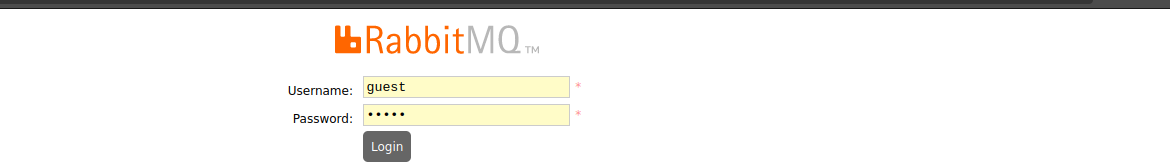 RabbitMQ™
Username: guest *
Password: ••••• *
Login